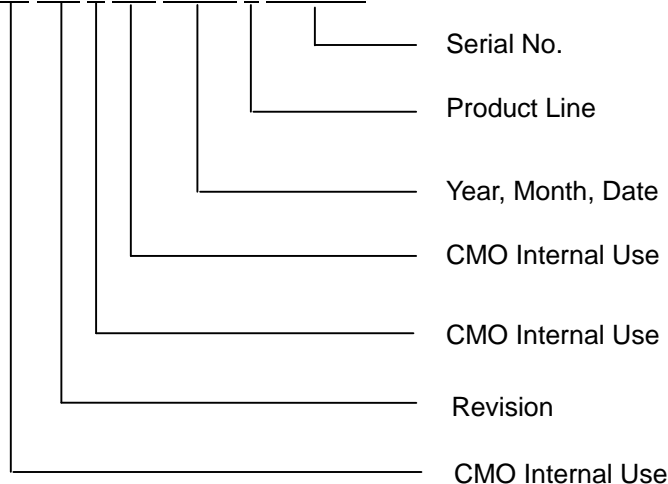 Serial No.
Product Line
Year, Month, Date
CMO Internal Use
CMO Internal Use
Revision
CMO Internal Use